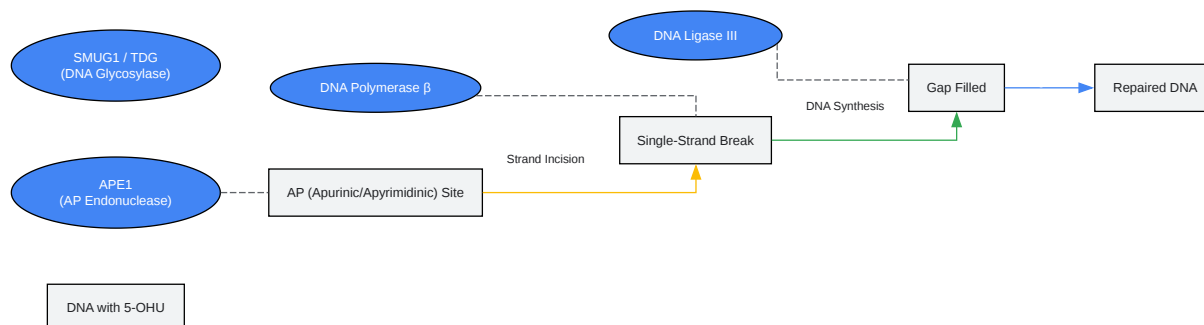 SMUG1 / TDG
(DNA Glycosylase)
DNA Ligase III
DNA Polymerase β
Gap Filled
Repaired DNA
DNA Synthesis
Single-Strand Break
Strand Incision
APE1
(AP Endonuclease)
AP (Apurinic/Apyrimidinic) Site
DNA with 5-OHU